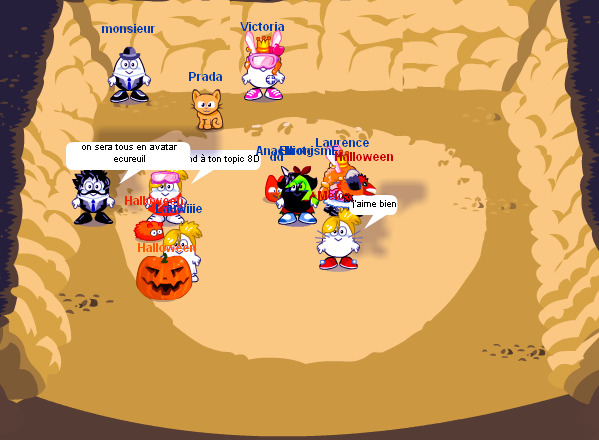 monsieur
Victoria
Prada
on sera tous en avatar
ecureuil
nd à ton topic 8D
Laurence
Halloween
dd
Halloween
J'aime bien
Halloween